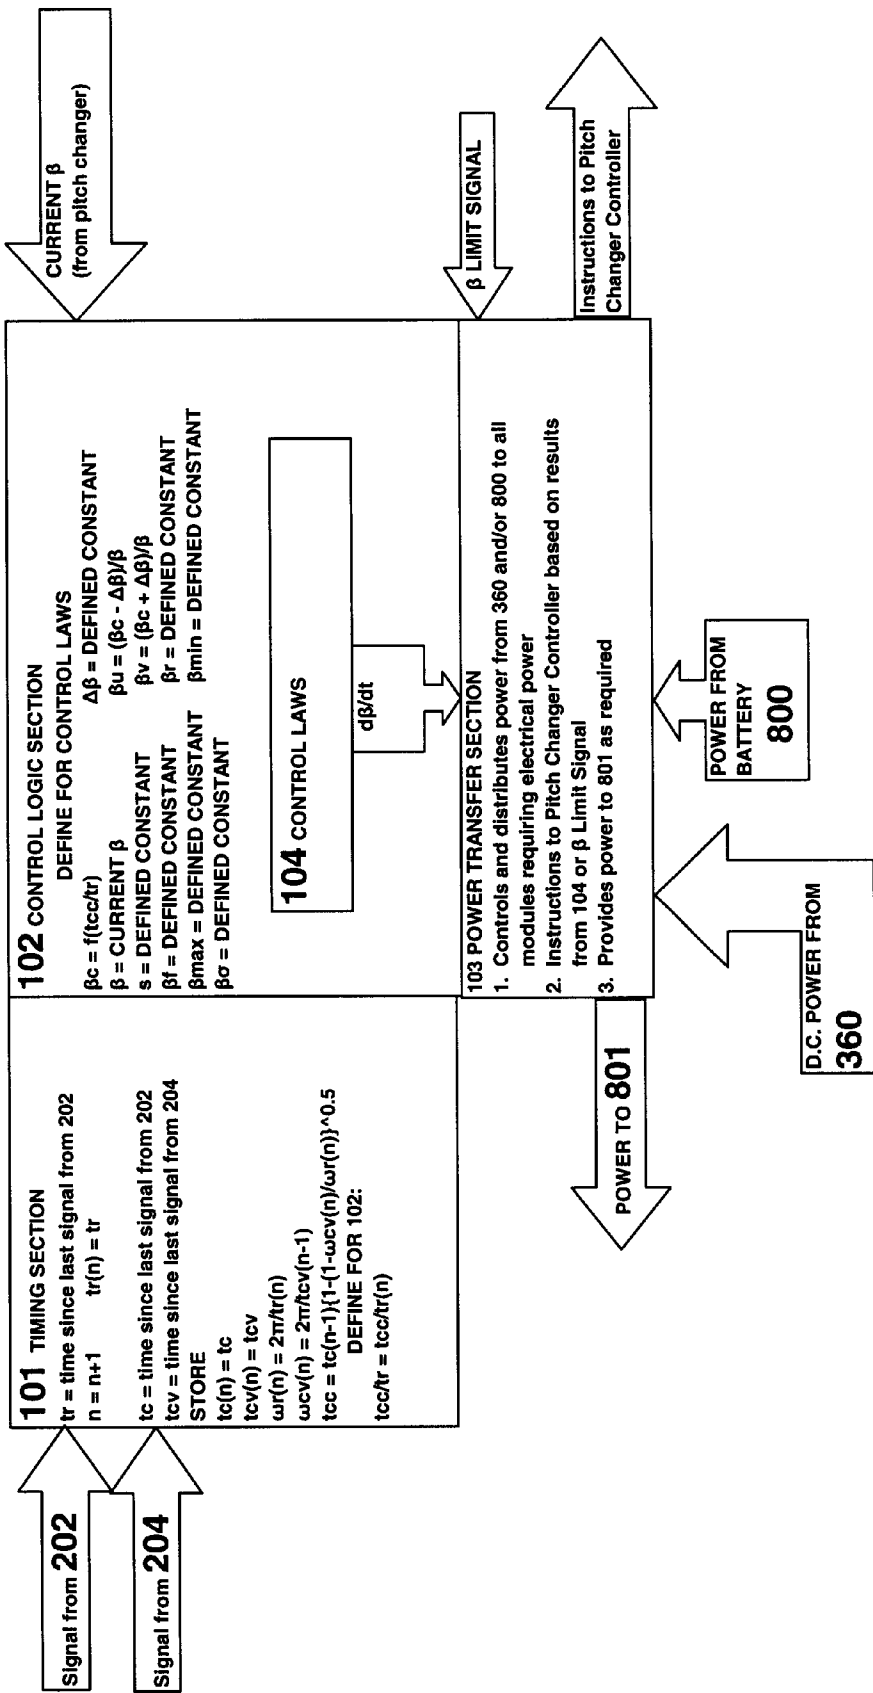 Signal from 202
Signal from 204
101 TIMING SECTION
tr = time since last signal from 202
n = n+1 tr(n) = tr
tc = time since last signal from 202
tcv = time since last signal from 204
STORE
tc(n) = tc
tcv(n) = tcv
ωr(n) = 2π/tr(n)
ωcv(n) = 2π/tcv(n-1)
tcc = tc(n-1){1-(1-ωcv(n)/ωr(n)}^0.5
DEFINE FOR 102:
tcc/tr = tcc/tr(n)
102 CONTROL LOGIC SECTION
DEFINE FOR CONTROL LAWS
βc = f(tcc/tr) Δβ = DEFINED CONSTANT
β = CURRENT β βu = (βc - Δβ)/β
s = DEFINED CONSTANT βv = (βc + Δβ)/β
βf = DEFINED CONSTANT βr = DEFINED CONSTANT
βmax = DEFINED CONSTANT βmin = DEFINED CONSTANT
βσ = DEFINED CONSTANT
104 CONTROL LAWS
dβ/dt
CURRENT β
(from pitch changer)
103 POWER TRANSFER SECTION
1. Controls and distributes power from 360 and/or 800 to all
modules requiring electrical power
2. Instructions to Pitch Changer Controller based on results
from 104 or β Limit Signal
3. Provides power to 801 as required
β LIMIT SIGNAL
Instructions to Pitch
Changer Controller
POWER TO 801
D.C. POWER FROM
360
POWER FROM
BATTERY
800